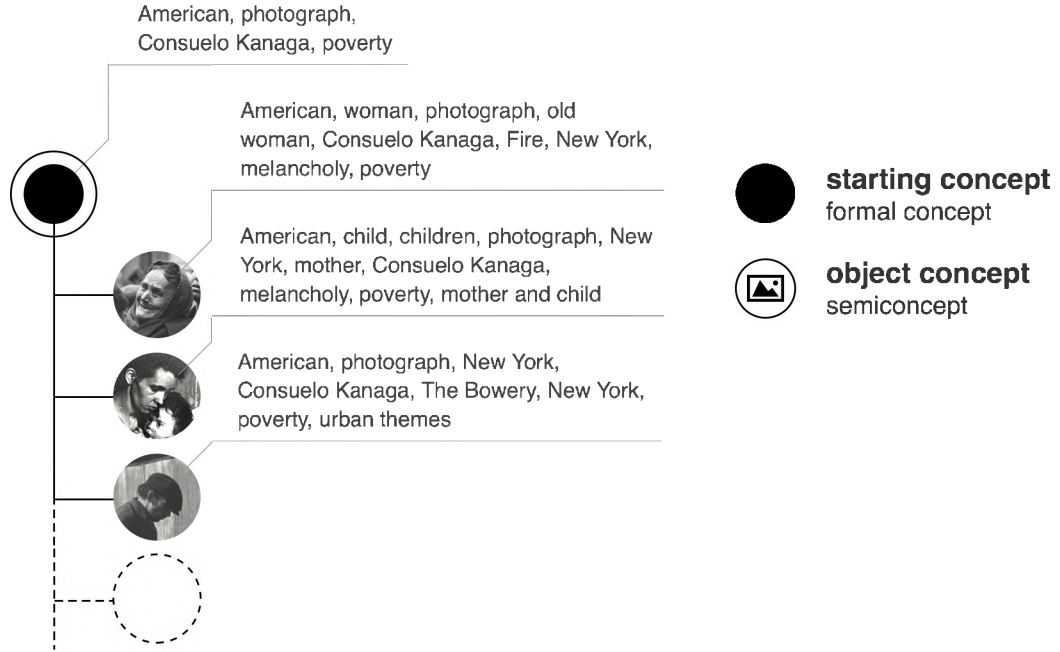 American, photograph,
Consuelo Kanaga, poverty
American, woman, photograph, old
woman, Consuelo Kanaga, Fire, New York,
melancholy, poverty
American, child, children, photograph, New
York, mother, Consuelo Kanaga,
melancholy, poverty, mother and child
American, photograph, New York,
Consuelo Kanaga, The Bowery, New York,
poverty, urban themes
starting concept
formal concept
object concept
semiconcept